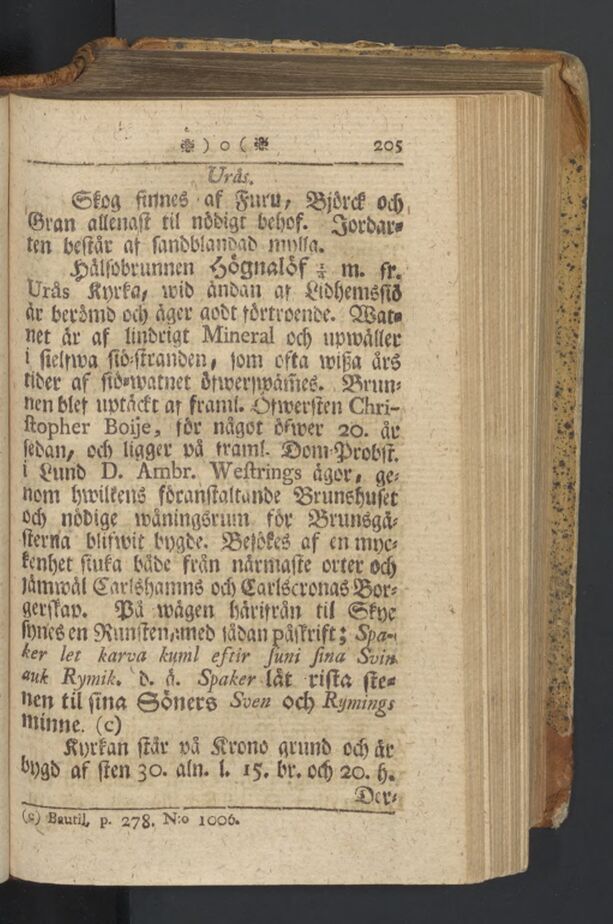 ❉ ) o ( ❉ 205
Urås.
Skog finnes af Furu, Björck och
Gran allenast til nödigt behof. Jordar=
ten består af sandblandad mylla.
Hälsobrunnen Högnalöf ¼ m. fr.
Urås Kyrka, wid ändan af Lidhemssiö
är berömd och äger godt förtroende. Wat=
net är af lindrigt Mineral och upwäller
i sielfwa siö=stranden, som ofta wißa års
tider af siö=watnet öfwerswämes. Brun=
nen blef uptäckt af framl. Öfwersten Chri-
stopher Boije, för något öfwer 20. år
sedan, och ligger på framl. Dom=Probst.
i Lund D. Ambr. Westrings ägor, ge=
nom hwilkens föranstaltande Brunshuset
och nödige wåningsrum för Brunsgä=
sterna blifwit bygde. Besökes af en myc=
kenhet siuka både från närmaste orter och
jämwäl Carlshamns och Carlscronas Bor=
gerskap. På wägen härifrån til Skye
synes en Runsten, med sådan påskrift; Spa-
ker let karva kuml eftir suni sina Svin
auk Rymik. d. ä. Spaker låt rista ste=
nen til sina Söners Sven och Rymings
minne. (c)
Kyrkan står på Krono grund och är
bygd af sten 30. aln. l. 15. br. och 20. h.
Der=
(c) Bautil, p. 278. N:o 1006.